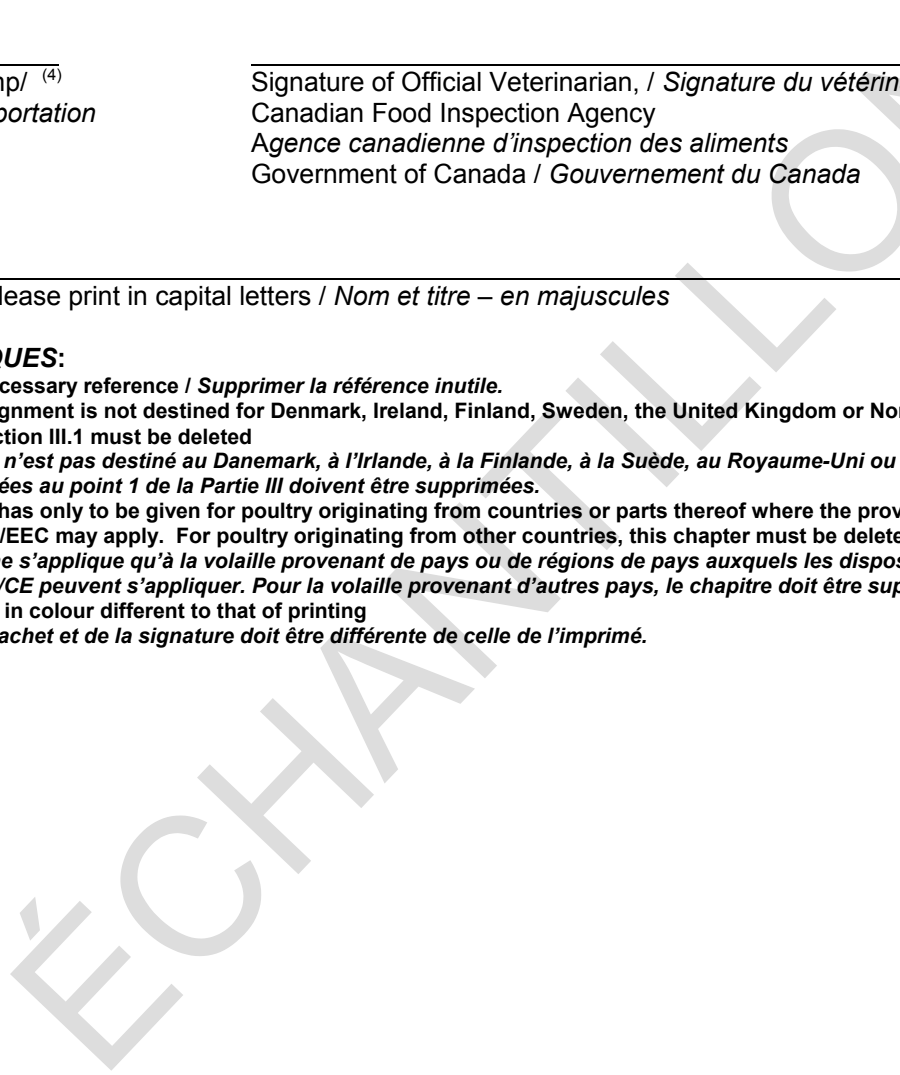 np/ (4)
portation
Signature of Official Veterinarian, / Signature du vétérin
Canadian Food Inspection Agency
Agence canadienne d'inspection des aliments
Government of Canada / Gouvernement du Canada
lease print in capital letters / Nom et titre – en majuscules
QUES:
cessary reference / Supprimer la référence inutile.
ignment is not destined for Denmark, Ireland, Finland, Sweden, the United Kingdom or Nor
ction III.1 must be deleted
n'est pas destiné au Danemark, à l'Irlande, à la Finlande, à la Suède, au Royaume-Uni ou
ées au point 1 de la Partie III doivent être supprimées.
has only to be given for poultry originating from countries or parts thereof where the prov
/EEC may apply. For poultry originating from other countries, this chapter must be delete
ne s'applique qu'à la volaille provenant de pays ou de régions de pays auxquels les dispos
/CE peuvent s'appliquer. Pour la volaille provenant d'autres pays, le chapitre doit être sup
in colour different to that of printing
achet et de la signature doit être différente de celle de l'imprimé.
ÉCHANTILLO